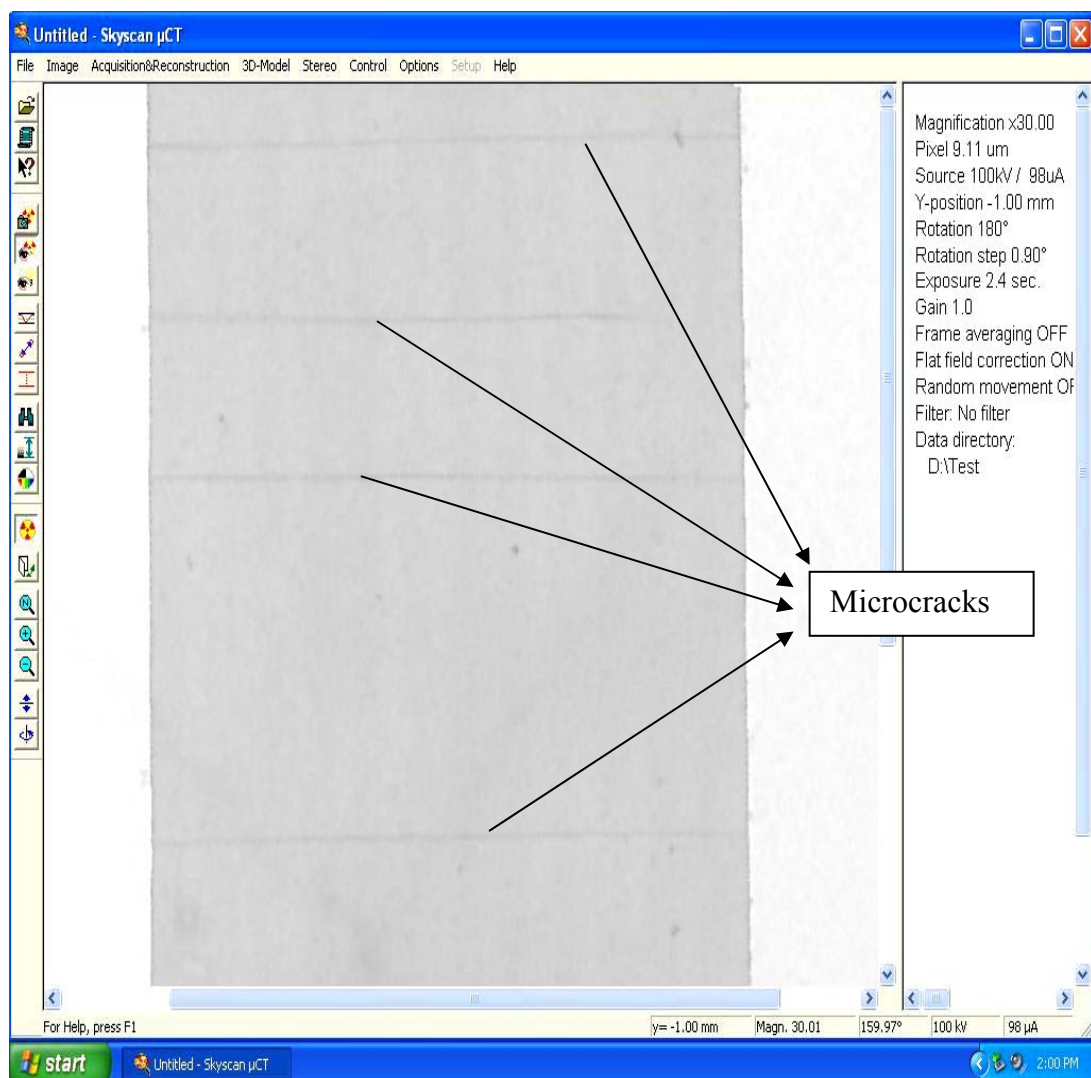 Untitled - Skyscan µCT
File Image Acquisition&Reconstruction 3D-Model Stereo Control Options Setup Help
Magnification x30.00
Pixel 9.11 um
Source 100kV / 98uA
Y-position -1.00 mm
Rotation 180°
Rotation step 0.90°
Exposure 2.4 sec.
Gain 1.0
Frame averaging OFF
Flat field correction ON
Random movement OF
Filter: No filter
Data directory:
D:\Test
Microcracks
For Help, press F1 y= -1.00 mm Magn. 30.01 159.97° 100 kV 98 µA
start Untitled - Skyscan µCT 2:00 PM